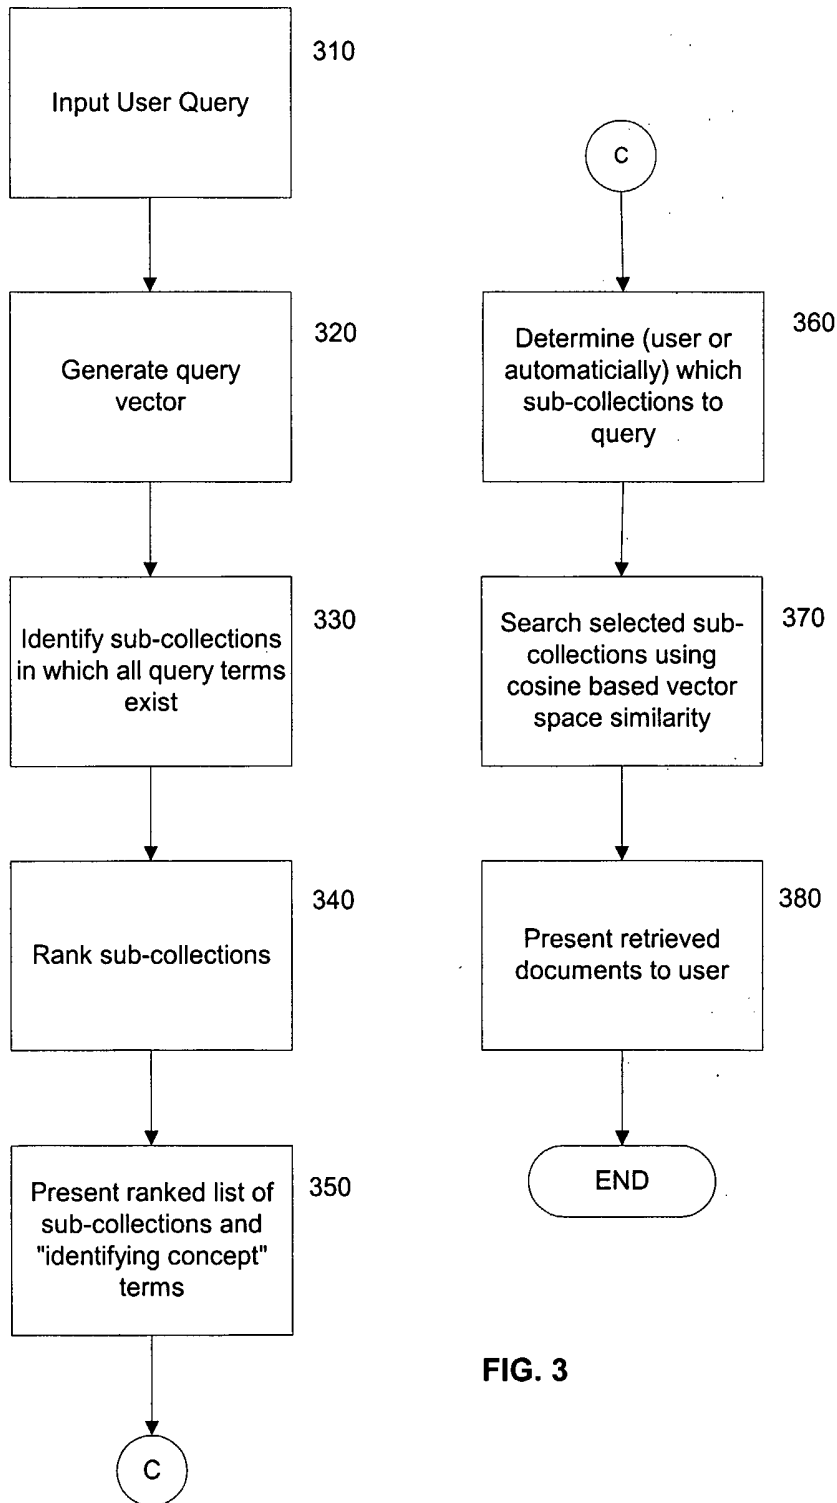 310
Input User Query
320
Generate query
vector
330
Identify sub-collections
in which all query terms
exist
340
Rank sub-collections
350
Present ranked list of
sub-collections and
"identifying concept"
terms
C
C
360
Determine (user or
automaticially) which
sub-collections to
query
370
Search selected sub-
collections using
cosine based vector
space similarity
380
Present retrieved
documents to user
END
FIG. 3